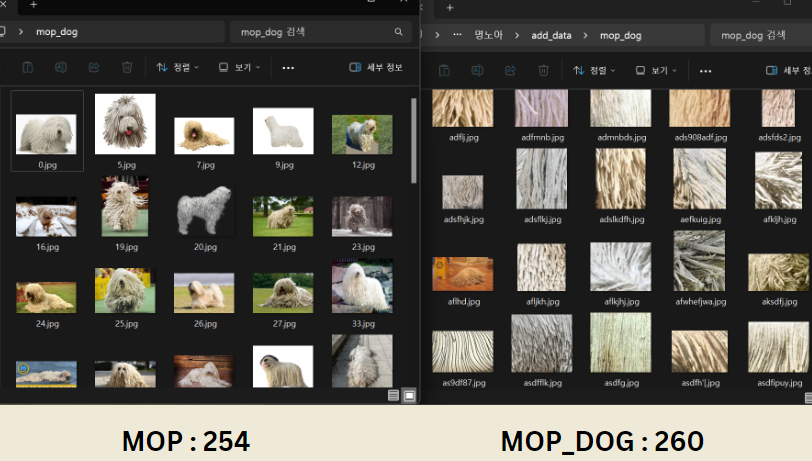 +
mop_dog
mop_dog 검색
정렬
보기
...
세부 정보
0.jpg
5.jpg
7.jpg
9.jpg
12.jpg
16.jpg
19.jpg
20.jpg
21.jpg
23.jpg
24.jpg
25.jpg
26.jpg
27.jpg
33.jpg
+
... 명노아 > add_data > mop_dog
mop_dog 검색
정렬
보기
...
세부 정보
adflj.jpg
adfmnb.jpg
admnbds.jpg
ads908adf.jpg
adsfds2.jpg
adsfhjk.jpg
adsflkj.jpg
adslkdfh.jpg
aefkuig.jpg
afkljh.jpg
aflhd.jpg
afljkh.jpg
aflkjhj.jpg
afwhefjwa.jpg
aksdfj.jpg
as9df87.jpg
asdfflk.jpg
asdfg.jpg
asdfh'[.jpg
asdfipuy.jpg
MOP : 254
MOP_DOG : 260